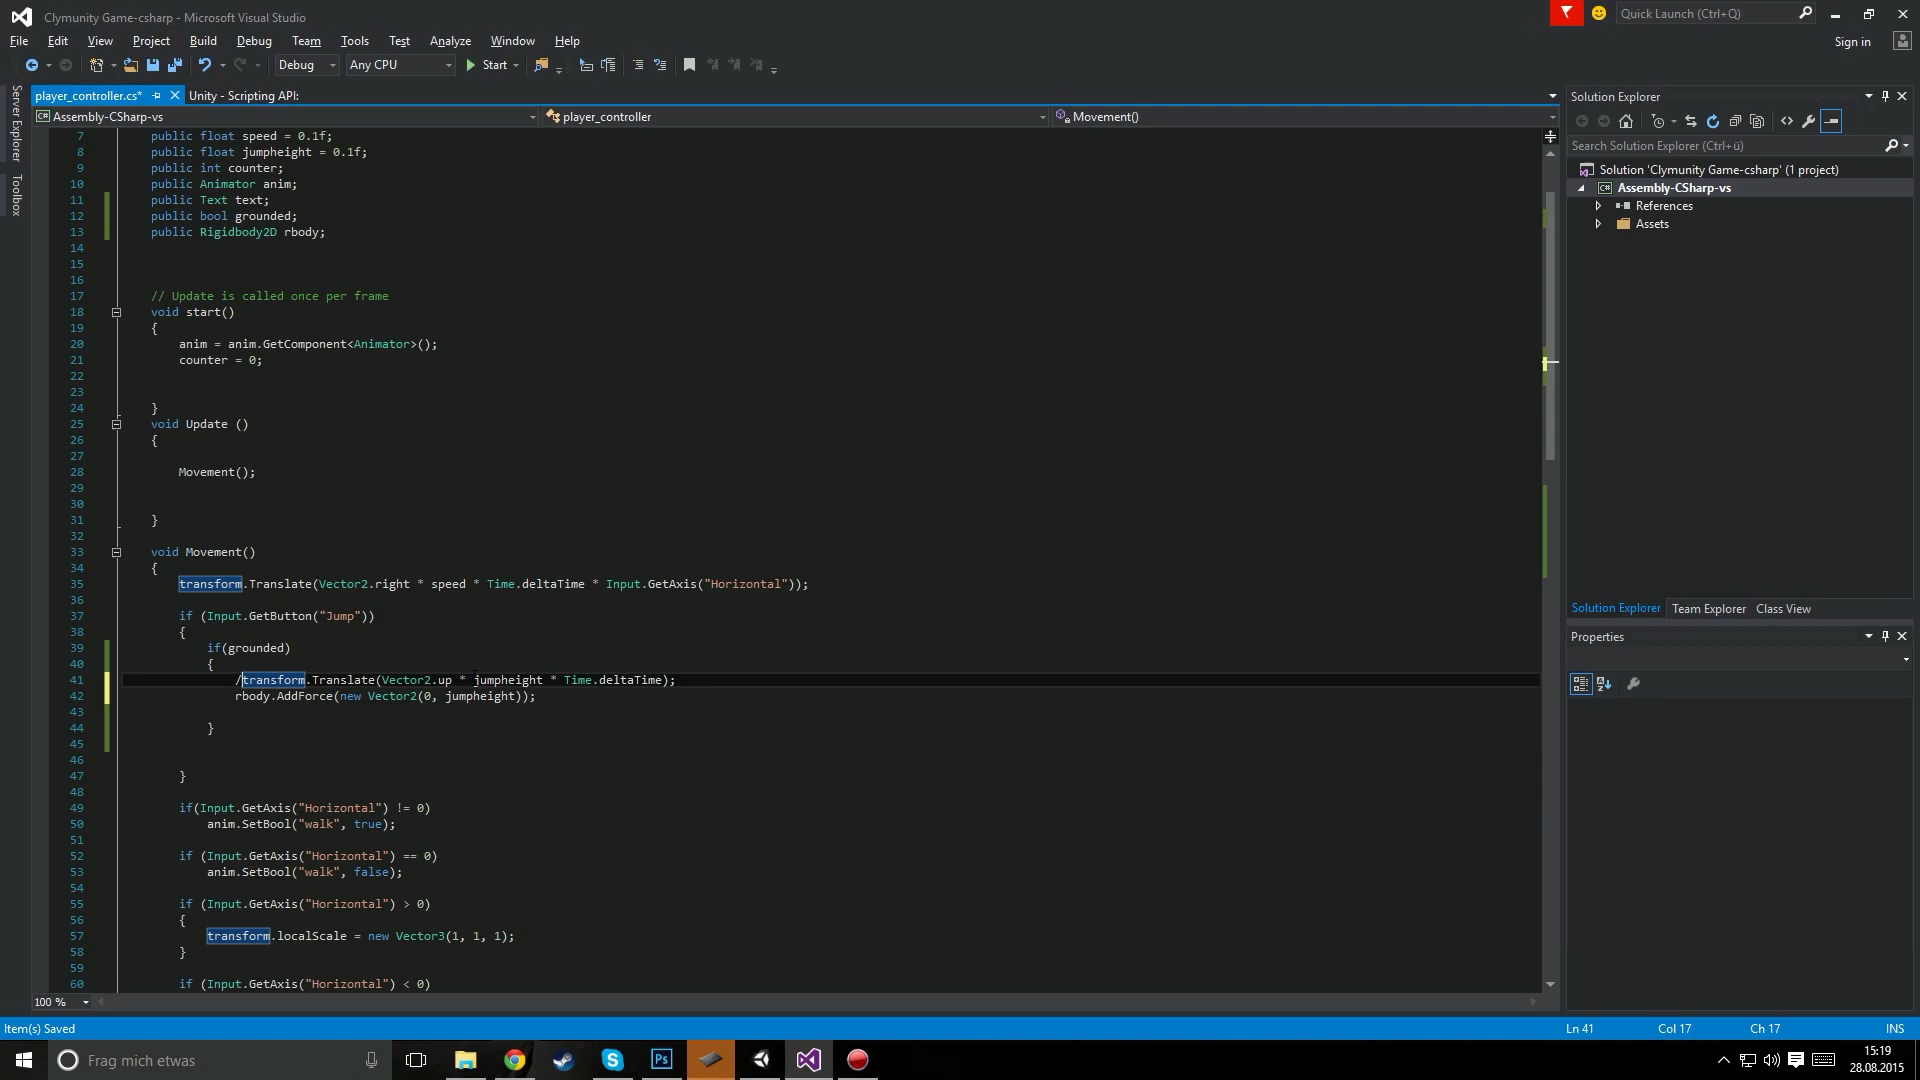 Clymunity Game-csharp - Microsoft Visual Studio
Quick Launch (Ctrl+Q)
File Edit View Project Build Debug Team Tools Test Analyze Window Help
Sign in
Debug Any CPU Start
player_controller.cs* Unity - Scripting API:
Assembly-CSharp-vs player_controller Movement()
Server Explorer
Toolbox
7 public float speed = 0.1f;
8 public float jumpheight = 0.1f;
9 public int counter;
10 public Animator anim;
11 public Text text;
12 public bool grounded;
13 public Rigidbody2D rbody;
14
15
16
17 // Update is called once per frame
18 void start()
19 {
20 anim = anim.GetComponent<Animator>();
21 counter = 0;
22
23
24 }
25 void Update ()
26 {
27
28 Movement();
29
30
31 }
32
33 void Movement()
34 {
35 transform.Translate(Vector2.right * speed * Time.deltaTime * Input.GetAxis("Horizontal"));
36
37 if (Input.GetButton("Jump"))
38 {
39 if(grounded)
40 {
41 /transform.Translate(Vector2.up * jumpheight * Time.deltaTime);
42 rbody.AddForce(new Vector2(0, jumpheight));
43
44 }
45
46
47 }
48
49 if(Input.GetAxis("Horizontal") != 0)
50 anim.SetBool("walk", true);
51
52 if (Input.GetAxis("Horizontal") == 0)
53 anim.SetBool("walk", false);
54
55 if (Input.GetAxis("Horizontal") > 0)
56 {
57 transform.localScale = new Vector3(1, 1, 1);
58 }
59
60 if (Input.GetAxis("Horizontal") < 0)
100 %
Solution Explorer
Search Solution Explorer (Ctrl+ü)
Solution 'Clymunity Game-csharp' (1 project)
C# Assembly-CSharp-vs
References
Assets
Solution Explorer Team Explorer Class View
Properties
Item(s) Saved Ln 41 Col 17 Ch 17 INS
Frag mich etwas
Ps
15:19
28.08.2015